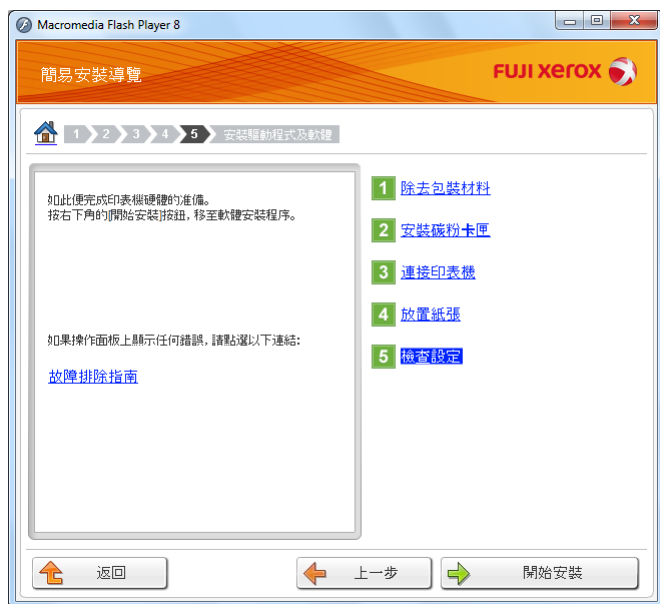 Macromedia Flash Player 8
簡易安裝導覽
FUJI xerox
1 2 3 4 5 安裝驅動程式及軟體
如此便完成印表機硬體的准備。
按右下角的[開始安裝]按鈕, 移至軟體安裝程序。
如果操作面板上顯示任何錯誤, 請點選以下連結:
故障排除指南
1 除去包裝材料
2 安裝碳粉卡匣
3 連接印表機
4 放置紙張
5 檢查設定
返回
上一步
開始安裝